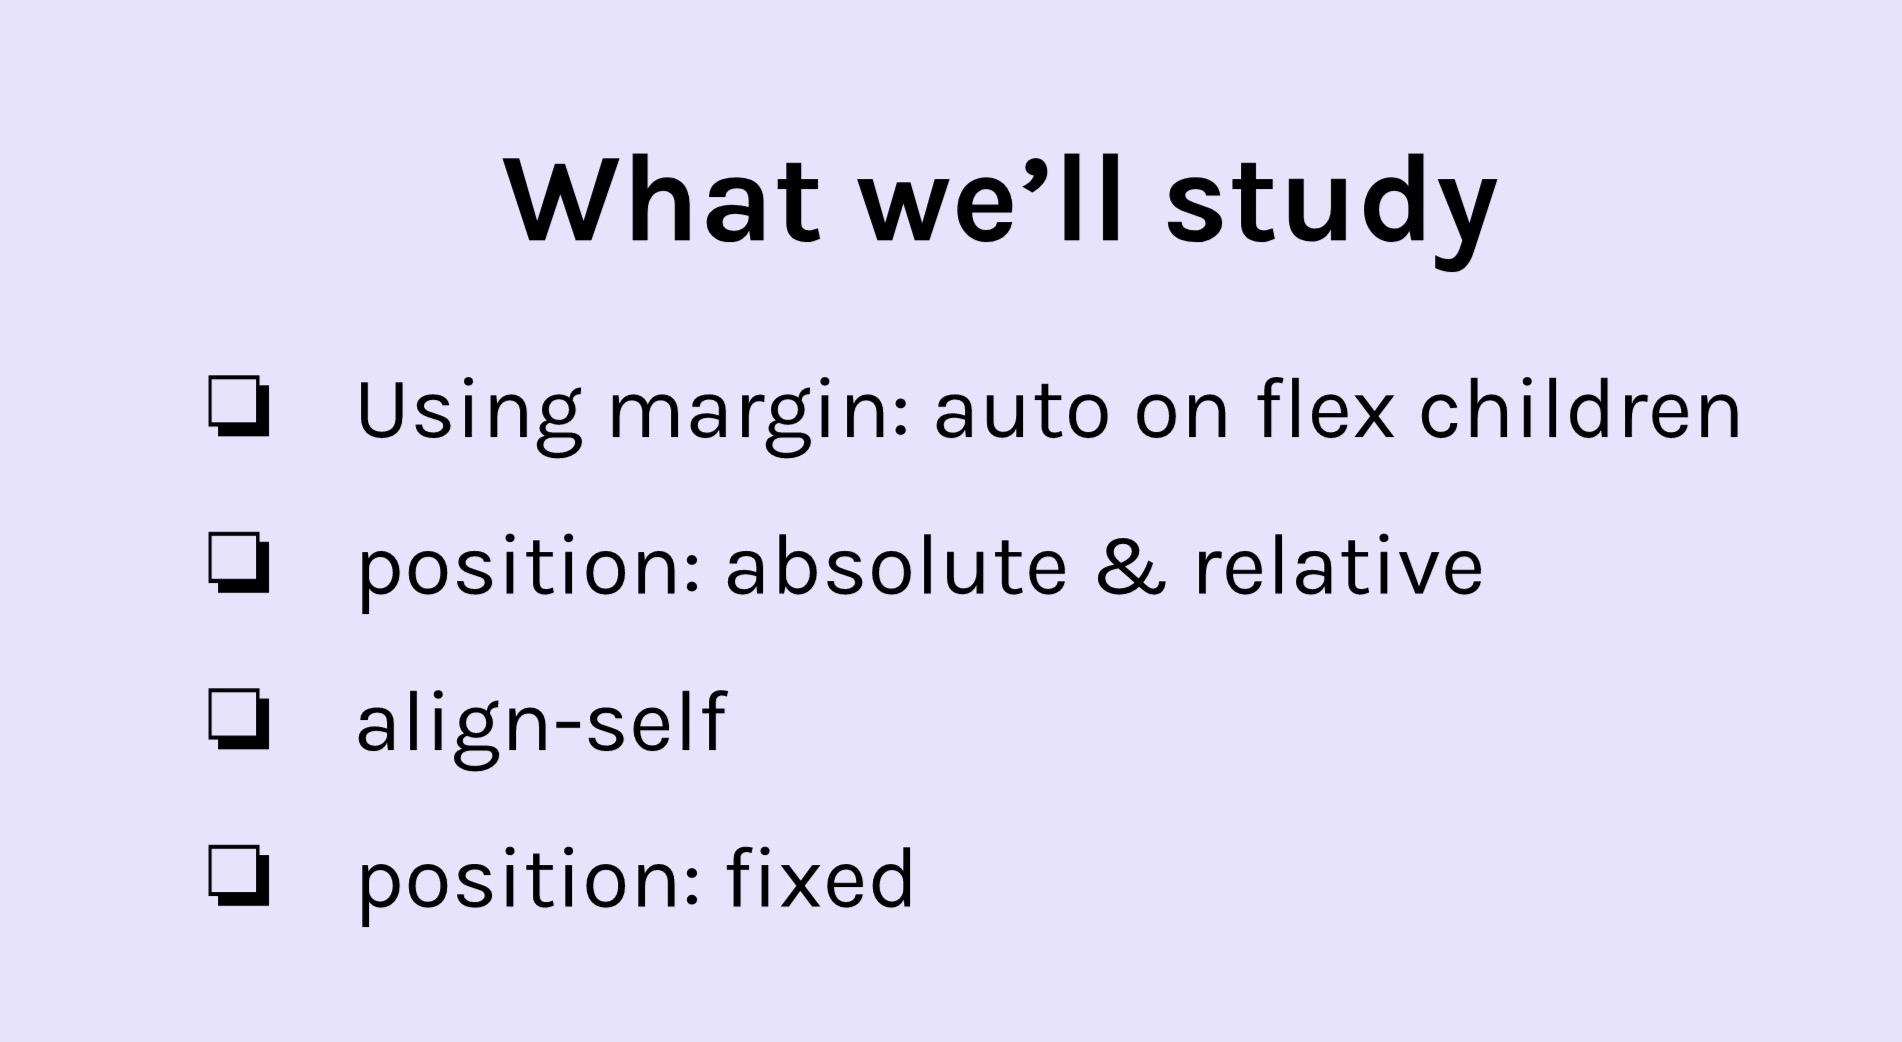 What we’ll study
❏ Using margin: auto on flex children
❏ position: absolute & relative
❏ align-self
❏ position: fixed